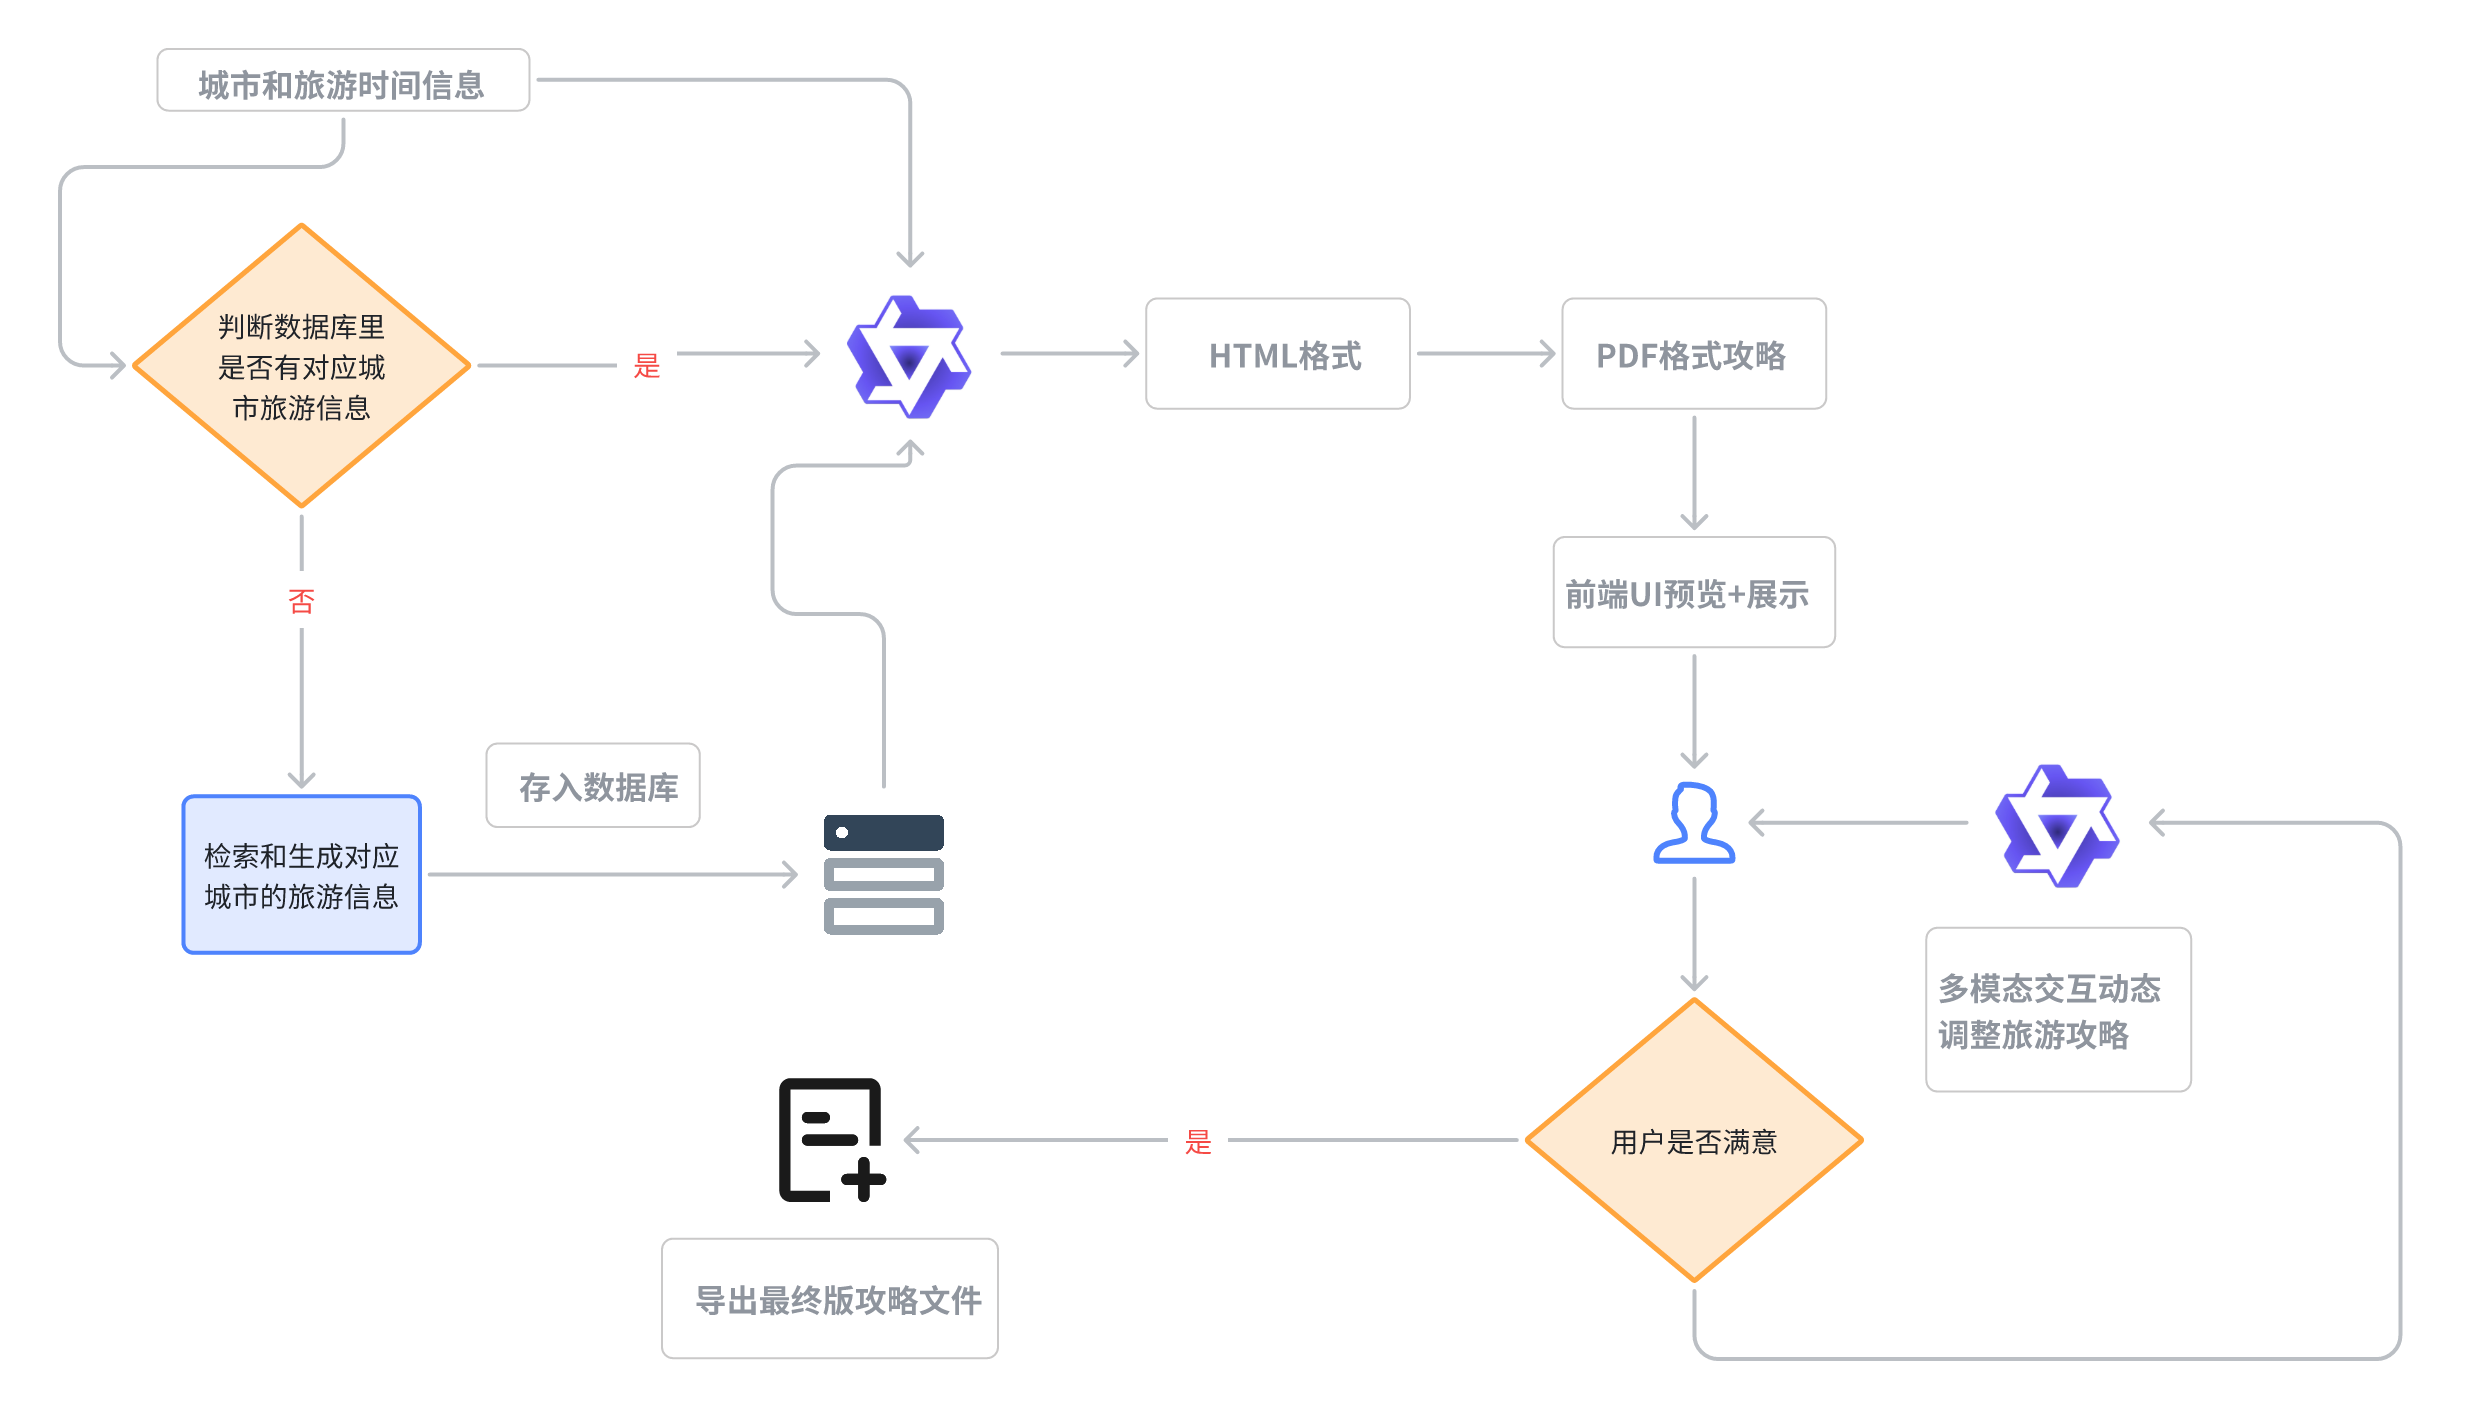 城市和旅游时间信息
判断数据库里
是否有对应城
市旅游信息
是
HTML格式
PDF格式攻略
否
前端UI预览+展示
存入数据库
检索和生成对应
城市的旅游信息
多模态交互动态
调整旅游攻略
是
用户是否满意
导出最终版攻略文件